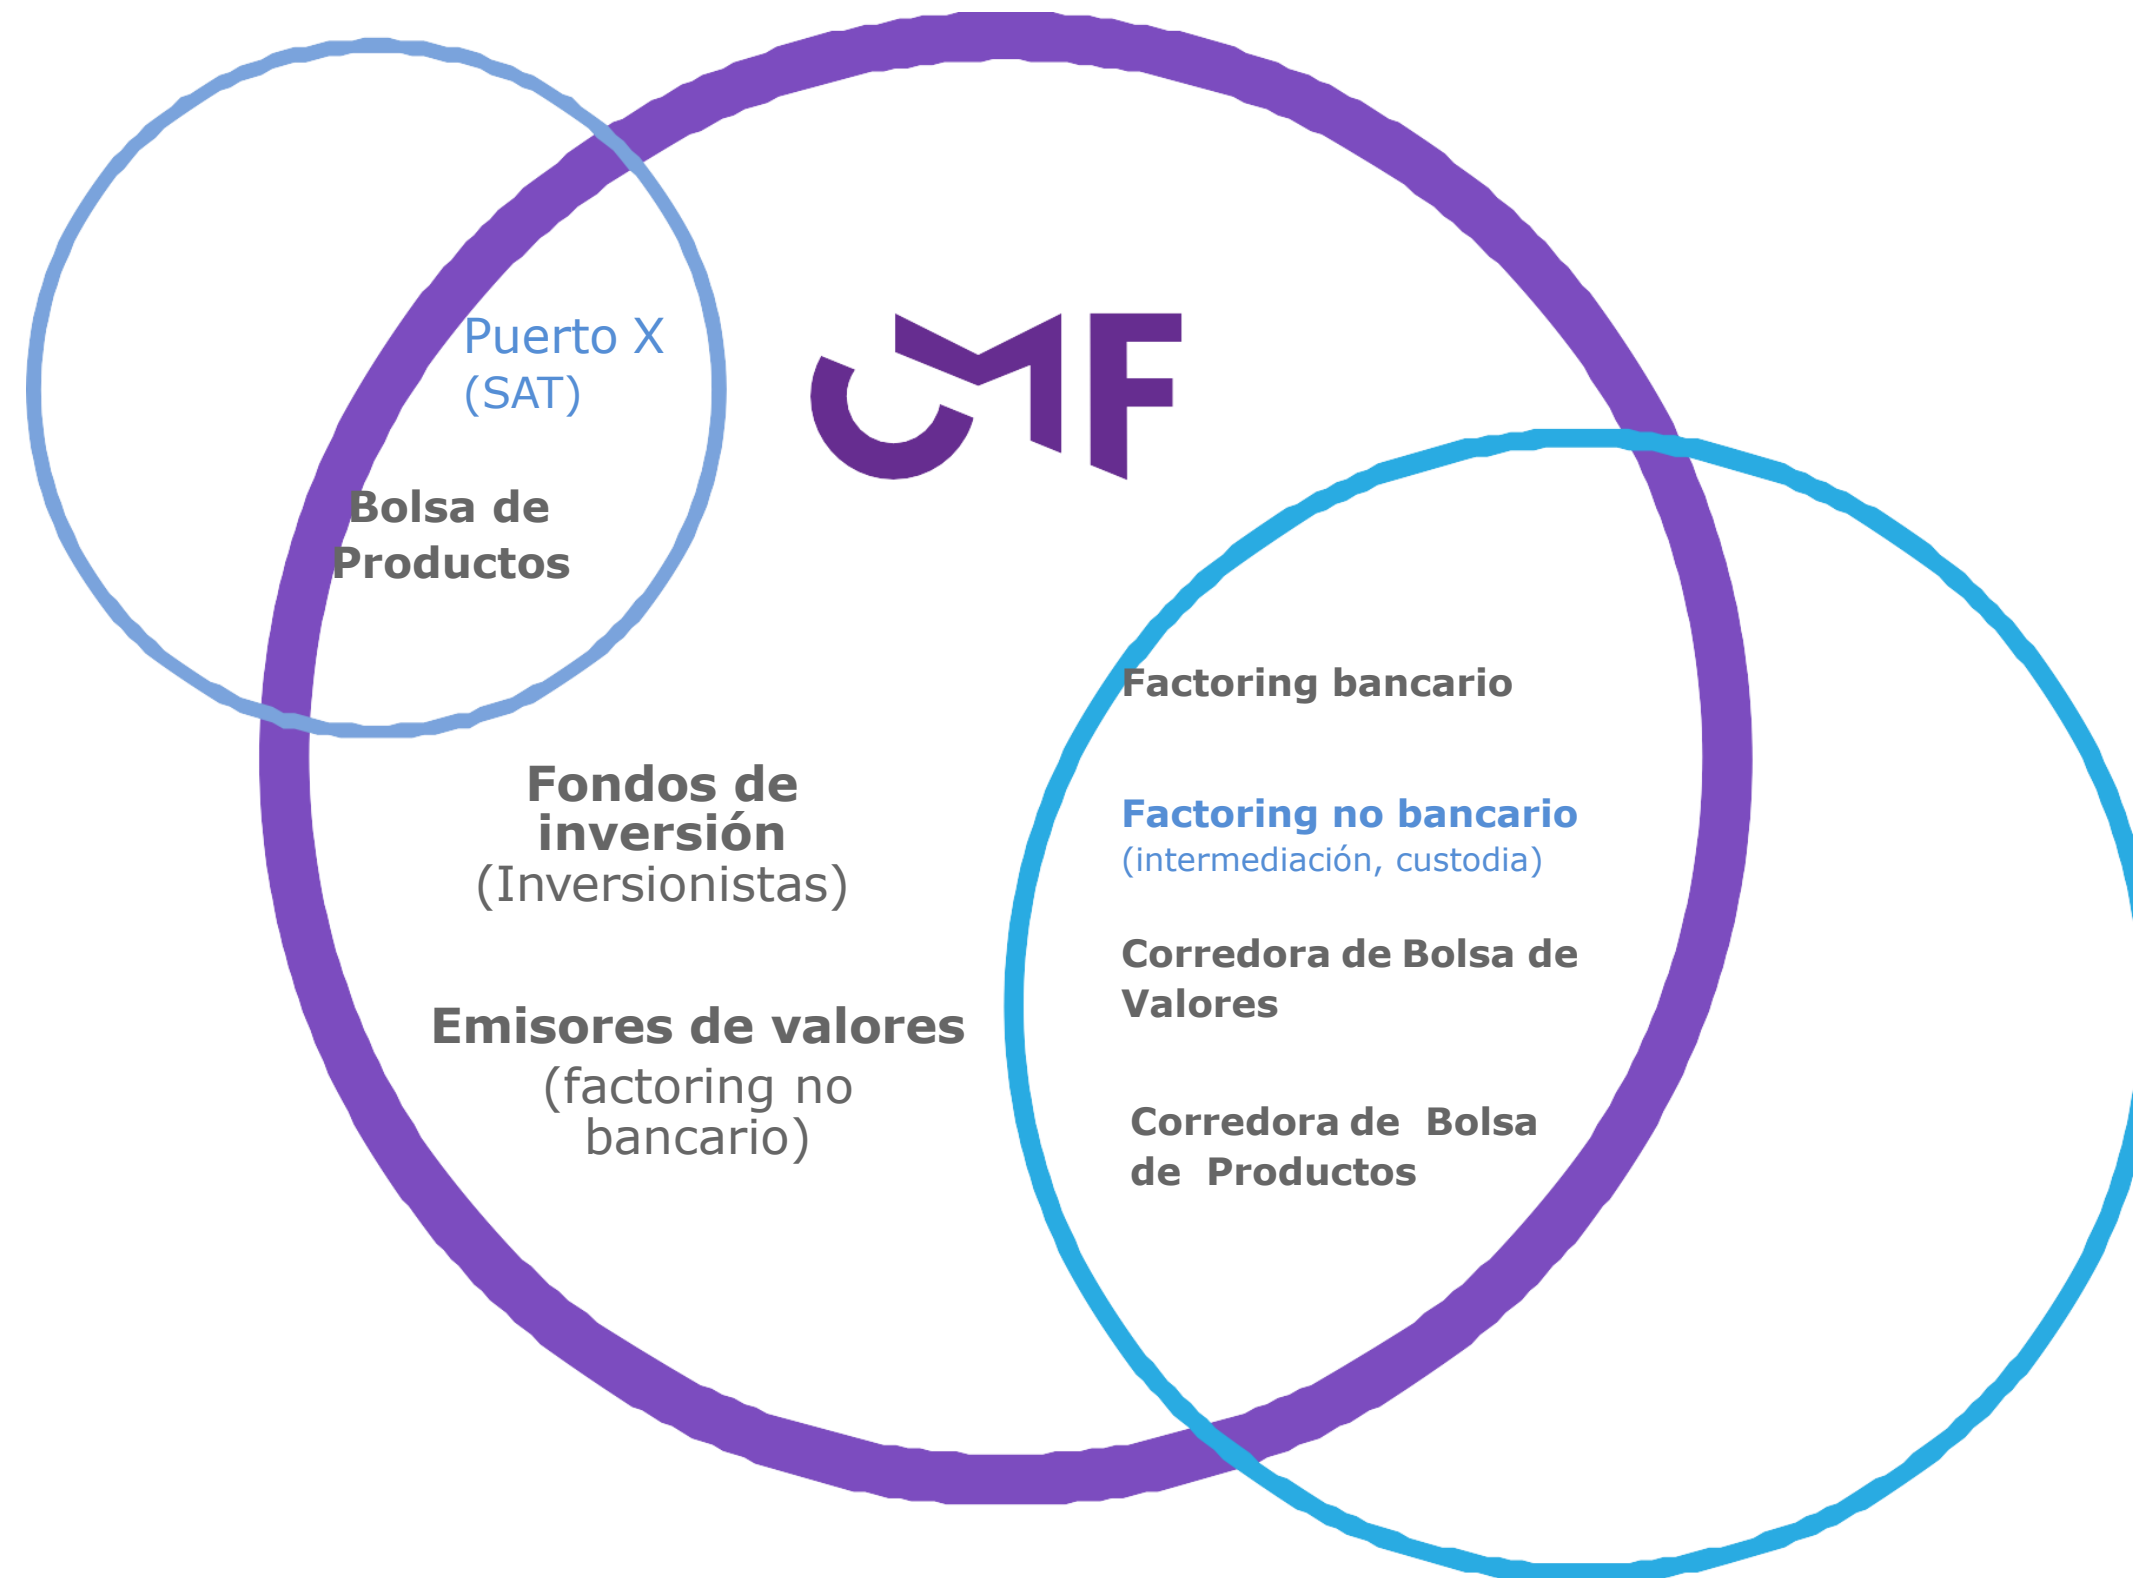 Puerto X
(SAT)
CMF
Bolsa de
Productos
Factoring bancario
Fondos de
inversión
(Inversionistas)
Factoring no bancario
(intermediación, custodia)
Corredora de Bolsa de
Valores
Emisores de valores
(factoring no
bancario)
Corredora de Bolsa
de Productos